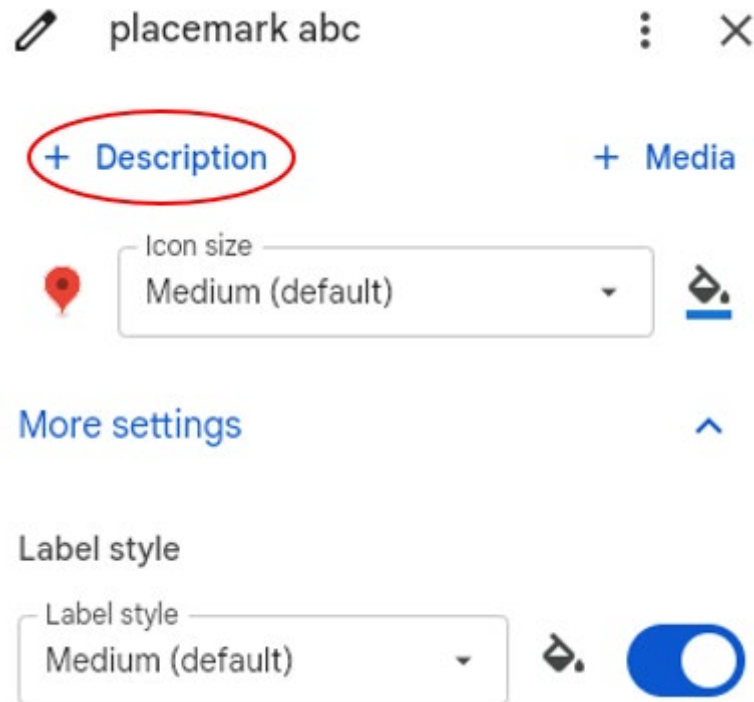 placemark abc
+ Description + Media
Icon size
Medium (default)
More settings
Label style
Label style
Medium (default)